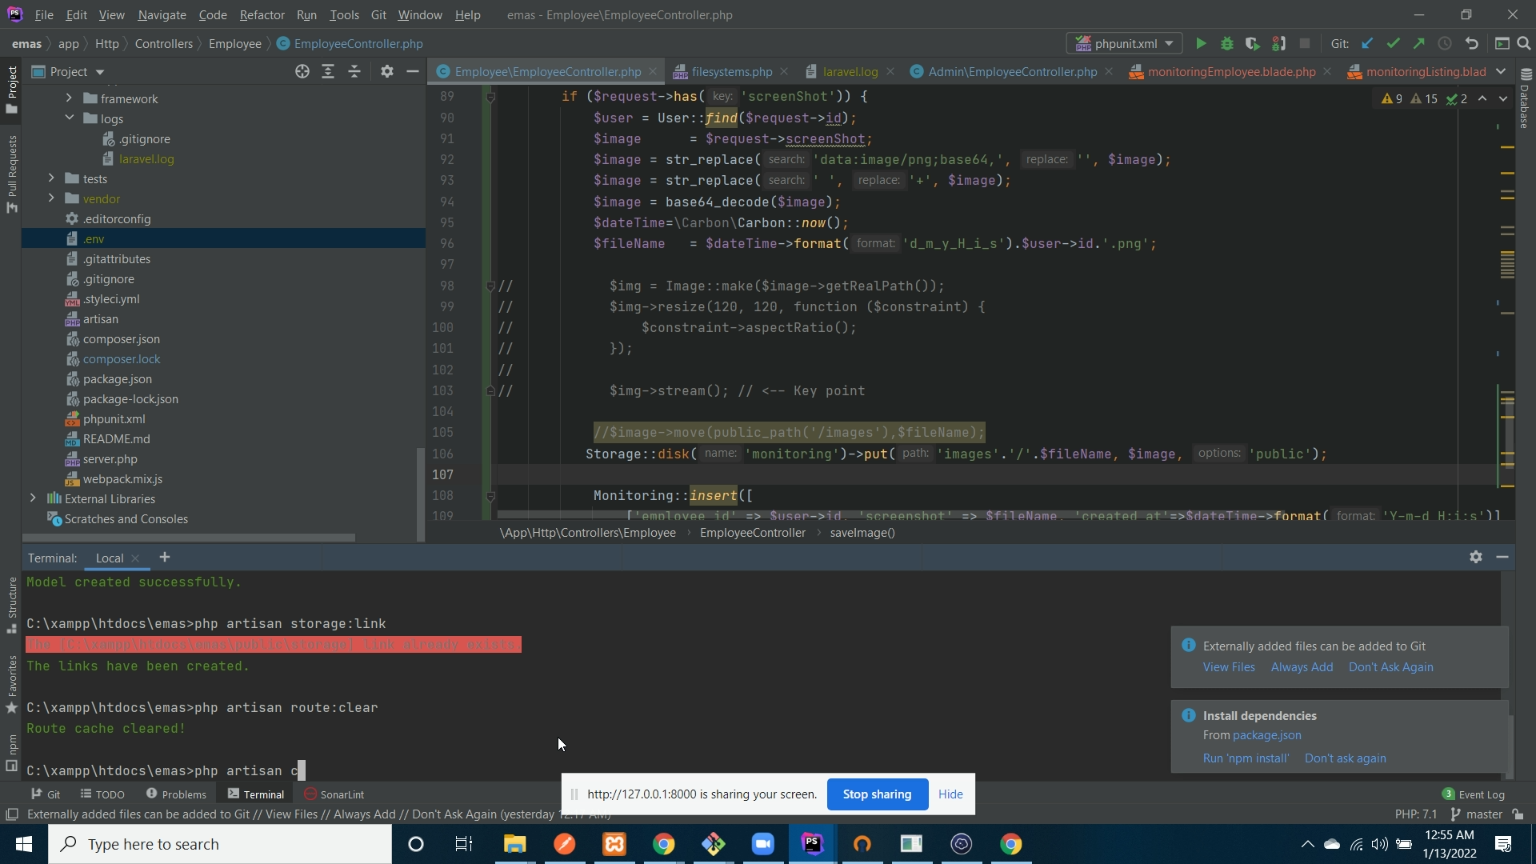 File Edit View Navigate Code Refactor Run Tools Git Window Help emas - Employee\EmployeeController.php
emas app Http Controllers Employee EmployeeController.php phpunit.xml Git:
Project Employee\EmployeeController.php filesystems.php laravel.log Admin\EmployeeController.php monitoringEmployee.blade.php monitoringListing.blad
Project
Pull Requests
Structure
Favorites
npm
Database
framework
logs
.gitignore
laravel.log
tests
vendor
.editorconfig
.env
.gitattributes
.gitignore
.styleci.yml
artisan
composer.json
composer.lock
package.json
package-lock.json
phpunit.xml
README.md
server.php
webpack.mix.js
External Libraries
Scratches and Consoles
9 15 2
89 if ($request->has( key: 'screenShot')) {
90 $user = User::find($request->id);
91 $image = $request->screenShot;
92 $image = str_replace( search: 'data:image/png;base64,', replace: '', $image);
93 $image = str_replace( search: ' ', replace: '+', $image);
94 $image = base64_decode($image);
95 $dateTime=\Carbon\Carbon::now();
96 $fileName = $dateTime->format( format: 'd_m_y_H_i_s').$user->id.'.png';
97
98 // $img = Image::make($image->getRealPath());
99 // $img->resize(120, 120, function ($constraint) {
100 // $constraint->aspectRatio();
101 // });
102 //
103 // $img->stream(); // <-- Key point
104
105 //$image->move(public_path('/images'),$fileName);
106 Storage::disk( name: 'monitoring')->put( path: 'images'.'/'.$fileName, $image, options: 'public');
107
108 Monitoring::insert([
109 ['employee_id' => $user->id, 'screenshot' => $fileName, 'created_at'=>$dateTime->format( format: 'Y-m-d H:i:s')]
\App\Http\Controllers\Employee EmployeeController saveImage()
Terminal: Local
Model created successfully.
C:\xampp\htdocs\emas>php artisan storage:link
The [C:\xampp\htdocs\emas\public\storage] link already exists.
The links have been created.
C:\xampp\htdocs\emas>php artisan route:clear
Route cache cleared!
C:\xampp\htdocs\emas>php artisan c
Externally added files can be added to Git
View Files Always Add Don't Ask Again
Install dependencies
From package.json
Run 'npm install' Don't ask again
http://127.0.0.1:8000 is sharing your screen. Stop sharing Hide
Git TODO Problems Terminal SonarLint 3 Event Log
Externally added files can be added to Git // View Files // Always Add // Don't Ask Again (yesterday PHP: 7.1 master
Type here to search
12:55 AM
1/13/2022